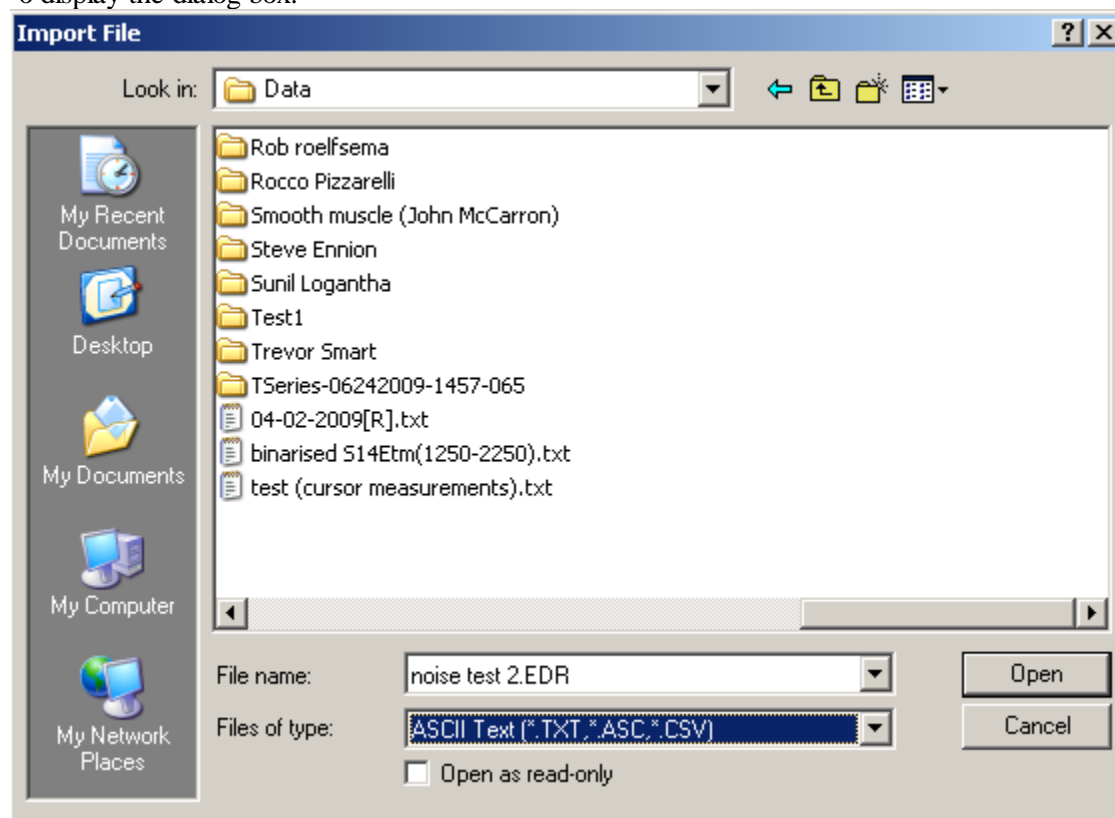 o display the dialog box.
Import File
Look in: Data
My Recent Documents
Desktop
My Documents
My Computer
My Network Places
Rob roelfsema
Rocco Pizzarelli
Smooth muscle (John McCarron)
Steve Ennion
Sunil Logantha
Test1
Trevor Smart
TSeries-06242009-1457-065
04-02-2009[R].txt
binarised S14Etm(1250-2250).txt
test (cursor measurements).txt
File name: noise test 2.EDR Open
Files of type: ASCII Text (*.TXT,*.ASC,*.CSV) Cancel
Open as read-only